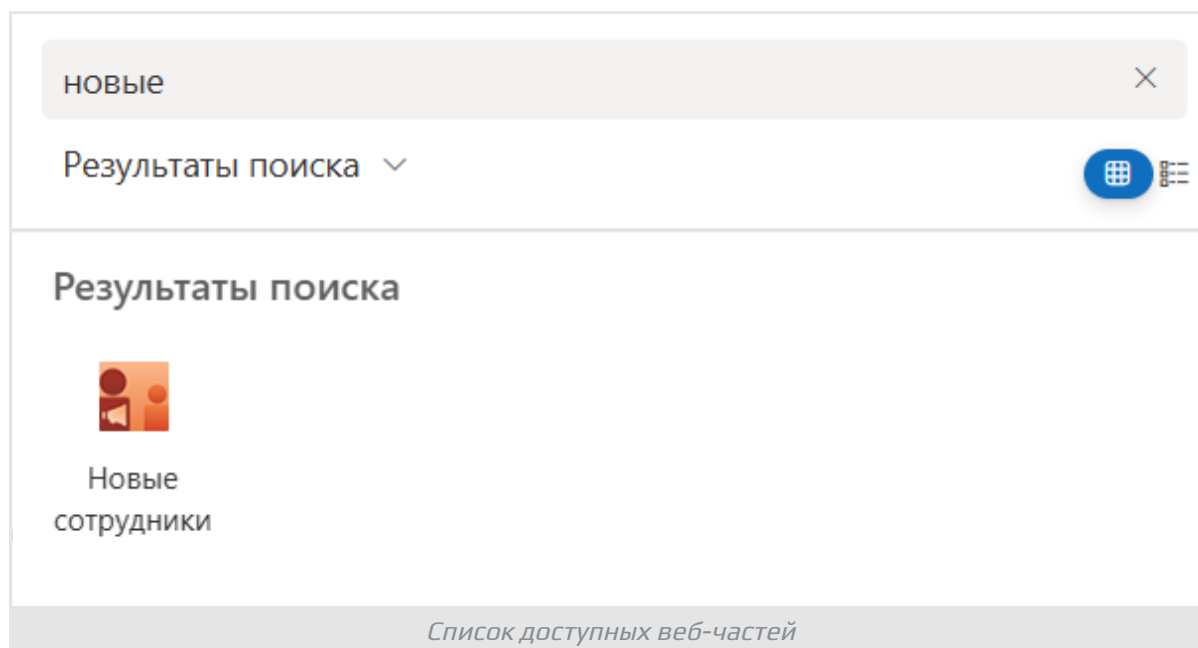 новые
Результаты поиска
Результаты поиска
Новые
сотрудники
Список доступных веб-частей